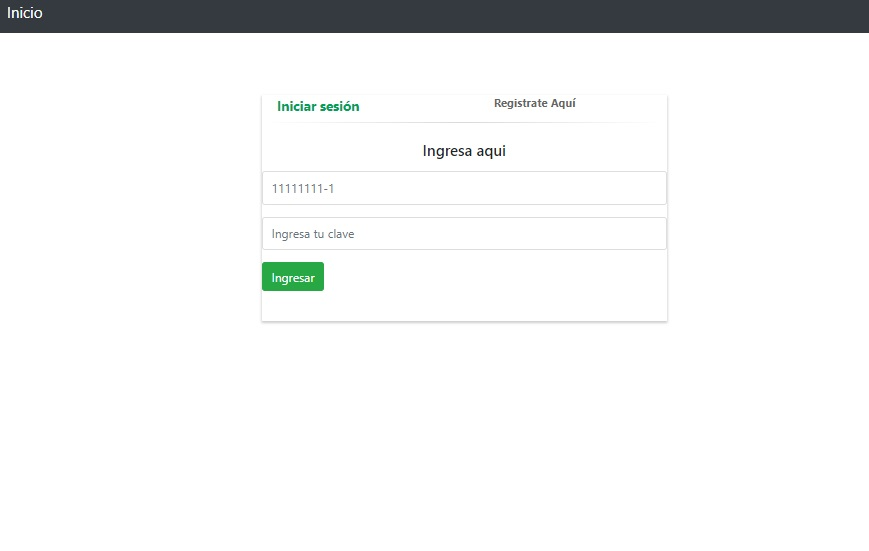 Inicio
Iniciar sesión
Registrate Aquí
Ingresa aqui
11111111-1
Ingresa tu clave
Ingresar